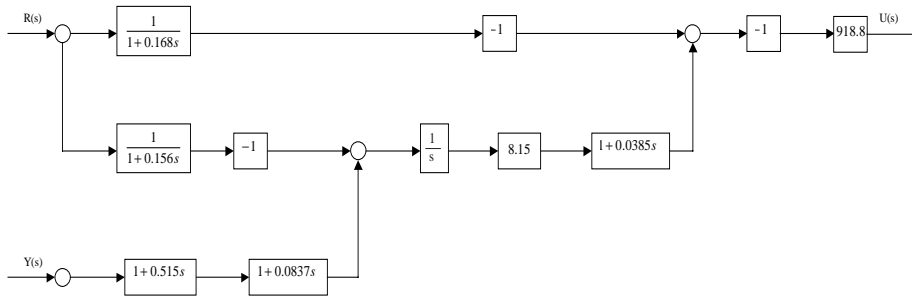 R(s)
1
1+0.168s
-1
-1
918.8
U(s)
1
1+0.156s
−1
1
s
8.15
1+0.0385s
Y(s)
1+0.515s
1+0.0837s